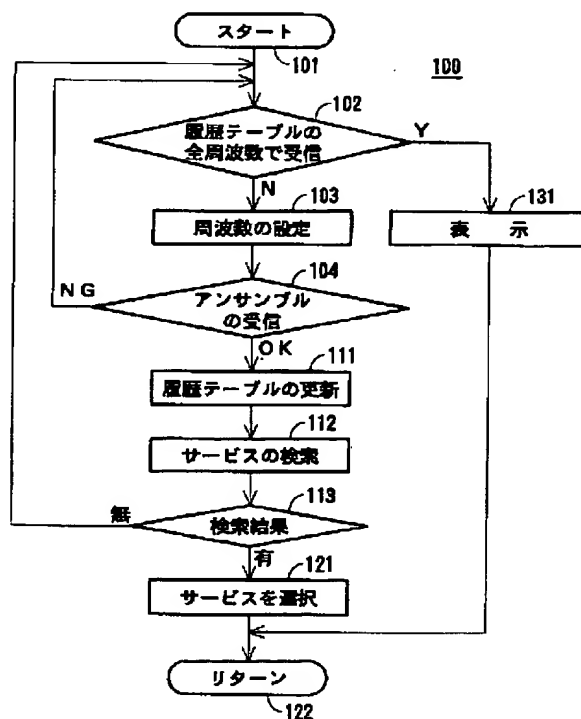 スタート
101
100
102
履歴テーブルの
全周波数で受信
Y
N
103
131
周波数の設定
表 示
104
NG
アンサンブル
の受信
OK
111
履歴テーブルの更新
112
サービスの検索
113
無
検索結果
有
121
サービスを選択
リターン
122